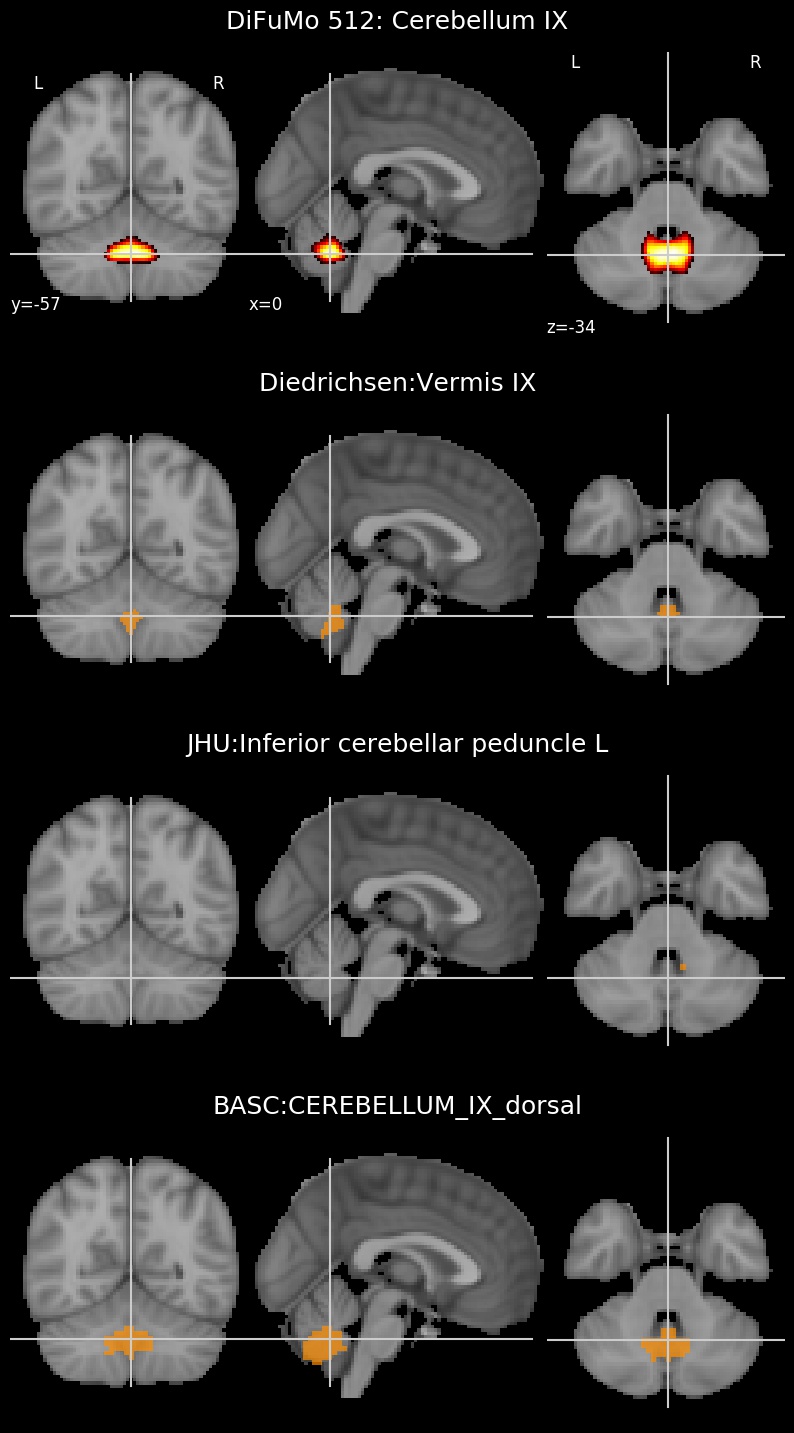 DiFuMo 512: Cerebellum IX
L R
L R
y=-57
x=0
z=-34
Diedrichsen:Vermis IX
JHU:Inferior cerebellar peduncle L
BASC:CEREBELLUM_IX_dorsal